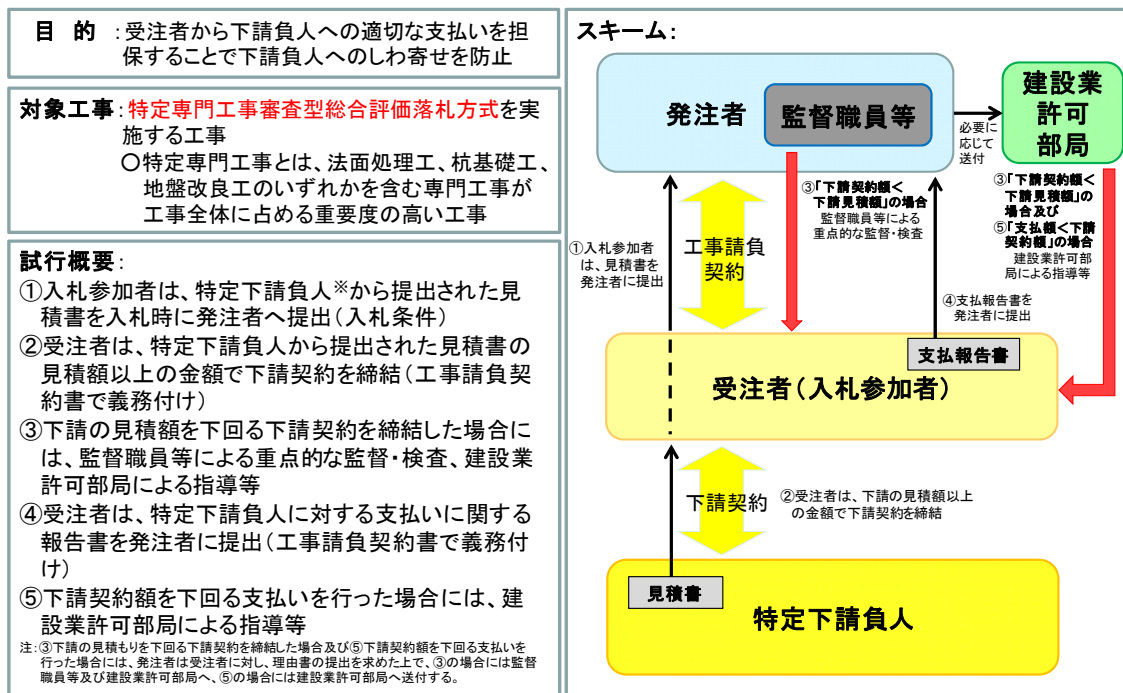 目　的：受注者から下請負人への適切な支払いを担
保することで下請負人へのしわ寄せを防止
対象工事：特定専門工事審査型総合評価落札方式を実
施する工事
○特定専門工事とは、法面処理工、杭基礎工、
地盤改良工のいずれかを含む専門工事が
工事全体に占める重要度の高い工事
試行概要：
①入札参加者は、特定下請負人※から提出された見
積書を入札時に発注者へ提出（入札条件）
②受注者は、特定下請負人から提出された見積書の
見積額以上の金額で下請契約を締結（工事請負契
約書で義務付け）
③下請の見積額を下回る下請契約を締結した場合に
は、監督職員等による重点的な監督・検査、建設業
許可部局による指導等
④受注者は、特定下請負人に対する支払いに関する
報告書を発注者に提出（工事請負契約書で義務付
け）
⑤下請契約額を下回る支払いを行った場合には、建
設業許可部局による指導等
注：③下請の見積もりを下回る下請契約を締結した場合及び⑤下請契約額を下回る支払いを
行った場合には、発注者は受注者に対し、理由書の提出を求めた上で、③の場合には監督
職員等及び建設業許可部局へ、⑤の場合には建設業許可部局へ送付する。
スキーム：
発注者
監督職員等
必要に
応じて
送付
建設業
許可
部局
①入札参加者
は、見積書を
発注者に提出
工事請負
契約
③「下請契約額＜
下請見積額」の場合
監督職員等による
重点的な監督・検査
④支払報告書を
発注者に提出
③「下請契約額＜
下請見積額」の
場合及び
⑤「支払額＜下請
契約額」の場合
建設業許可部
局による指導等
支払報告書
受注者（入札参加者）
下請契約
②受注者は、下請の見積額以上
の金額で下請契約を締結
見積書
特定下請負人